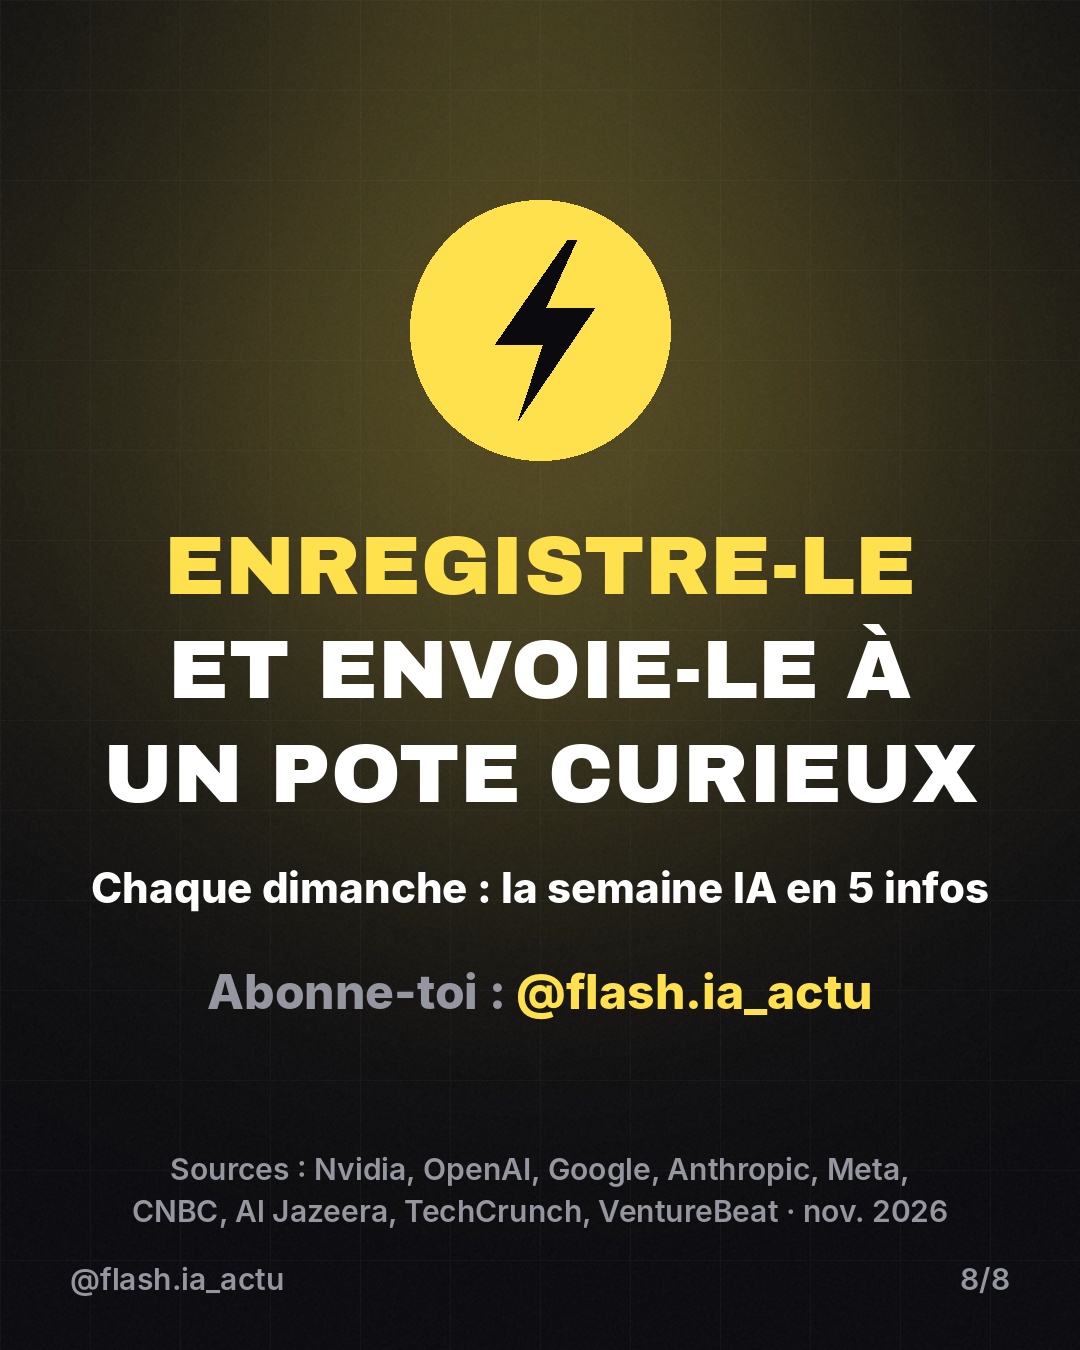 ENREGISTRE-LE
ET ENVOIE-LE À
UN POTE CURIEUX
Chaque dimanche : la semaine IA en 5 infos
Abonne-toi : @flash.ia_actu
Sources : Nvidia, OpenAI, Google, Anthropic, Meta,
CNBC, Al Jazeera, TechCrunch, VentureBeat · nov. 2026
@flash.ia_actu
8/8